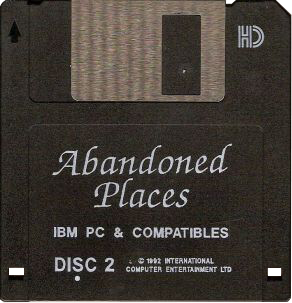 HD
Abandoned
Places
IBM PC & COMPATIBLES
DISC 2
© 1992 INTERNATIONAL
COMPUTER ENTERTAINMENT LTD